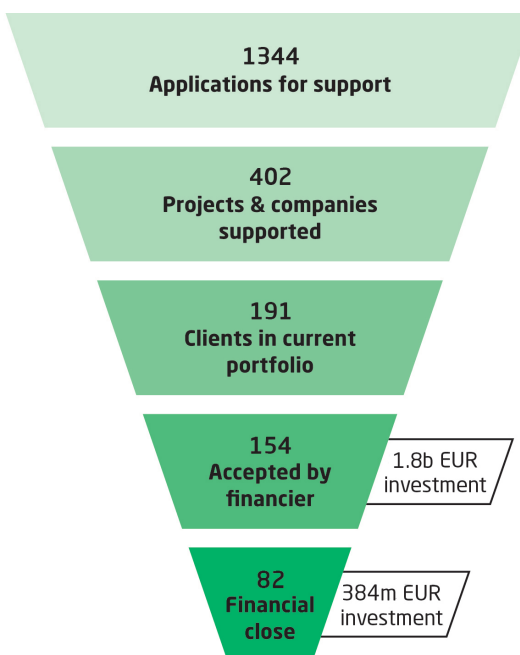 1344
Applications for support
402
Projects & companies
supported
191
Clients in current
portfolio
154
Accepted by
financier
1.8b EUR
investment
82
Financial
close
384m EUR
investment